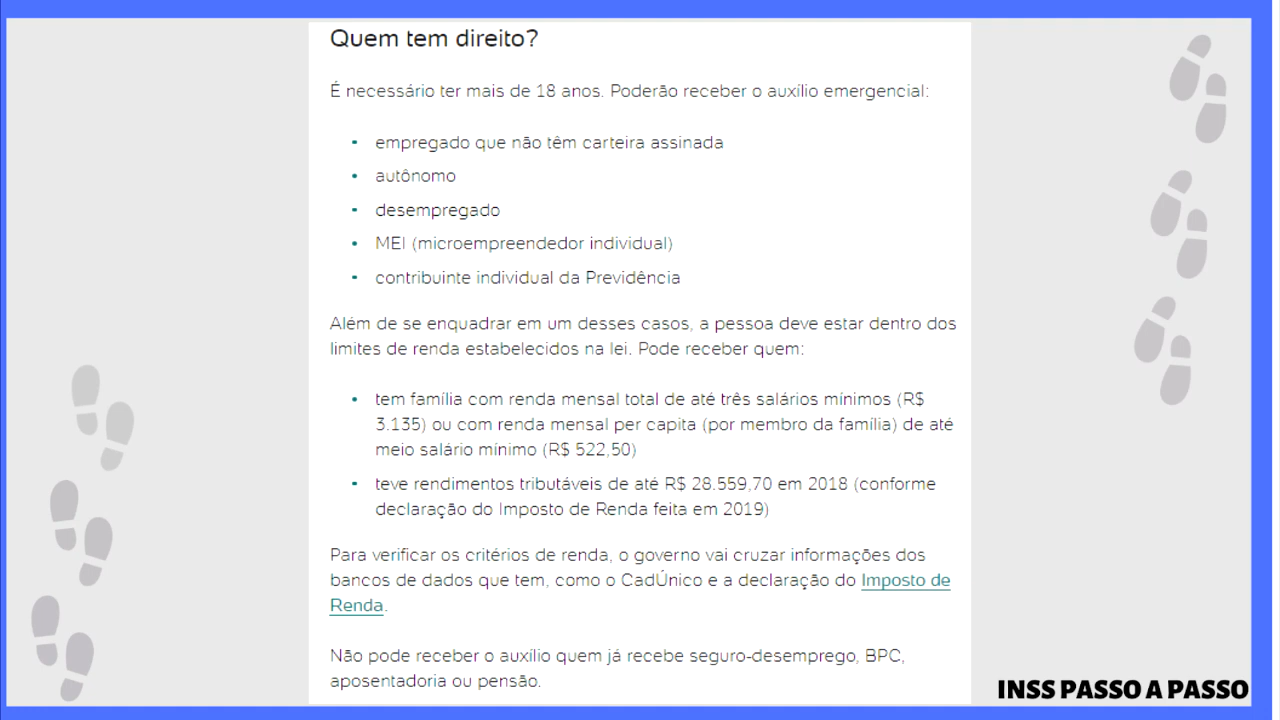 Quem tem direito?
É necessário ter mais de 18 anos. Poderão receber o auxílio emergencial:
empregado que não têm carteira assinada
autônomo
desempregado
MEI (microempreendedor individual)
contribuinte individual da Previdência
Além de se enquadrar em um desses casos, a pessoa deve estar dentro dos
limites de renda estabelecidos na lei. Pode receber quem:
tem família com renda mensal total de até três salários mínimos (R$
3.135) ou com renda mensal per capita (por membro da família) de até
meio salário mínimo (R$ 522,50)
teve rendimentos tributáveis de até R$ 28.559,70 em 2018 (conforme
declaração do Imposto de Renda feita em 2019)
Para verificar os critérios de renda, o governo vai cruzar informações dos
bancos de dados que tem, como o CadÚnico e a declaração do Imposto de
Renda.
Não pode receber o auxílio quem já recebe seguro-desemprego, BPC,
aposentadoria ou pensão.
INSS PASSO A PASSO